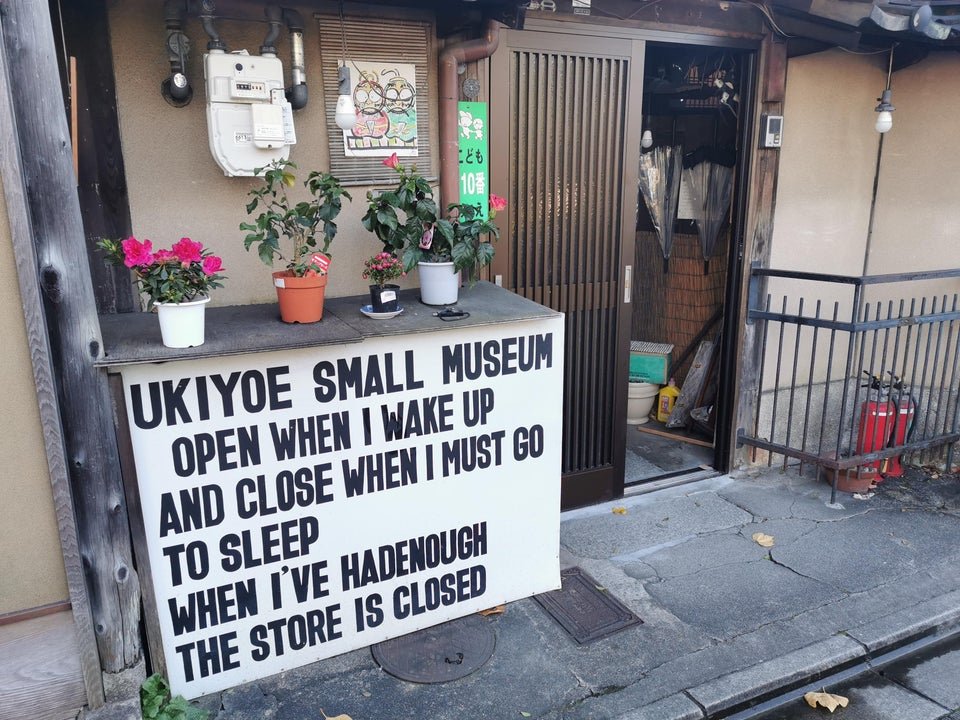 UKIYOE SMALL MUSEUM
OPEN WHEN I WAKE UP
AND CLOSE WHEN I MUST GO
TO SLEEP
WHEN I'VE HADENOUGH
THE STORE IS CLOSED
こども
10番